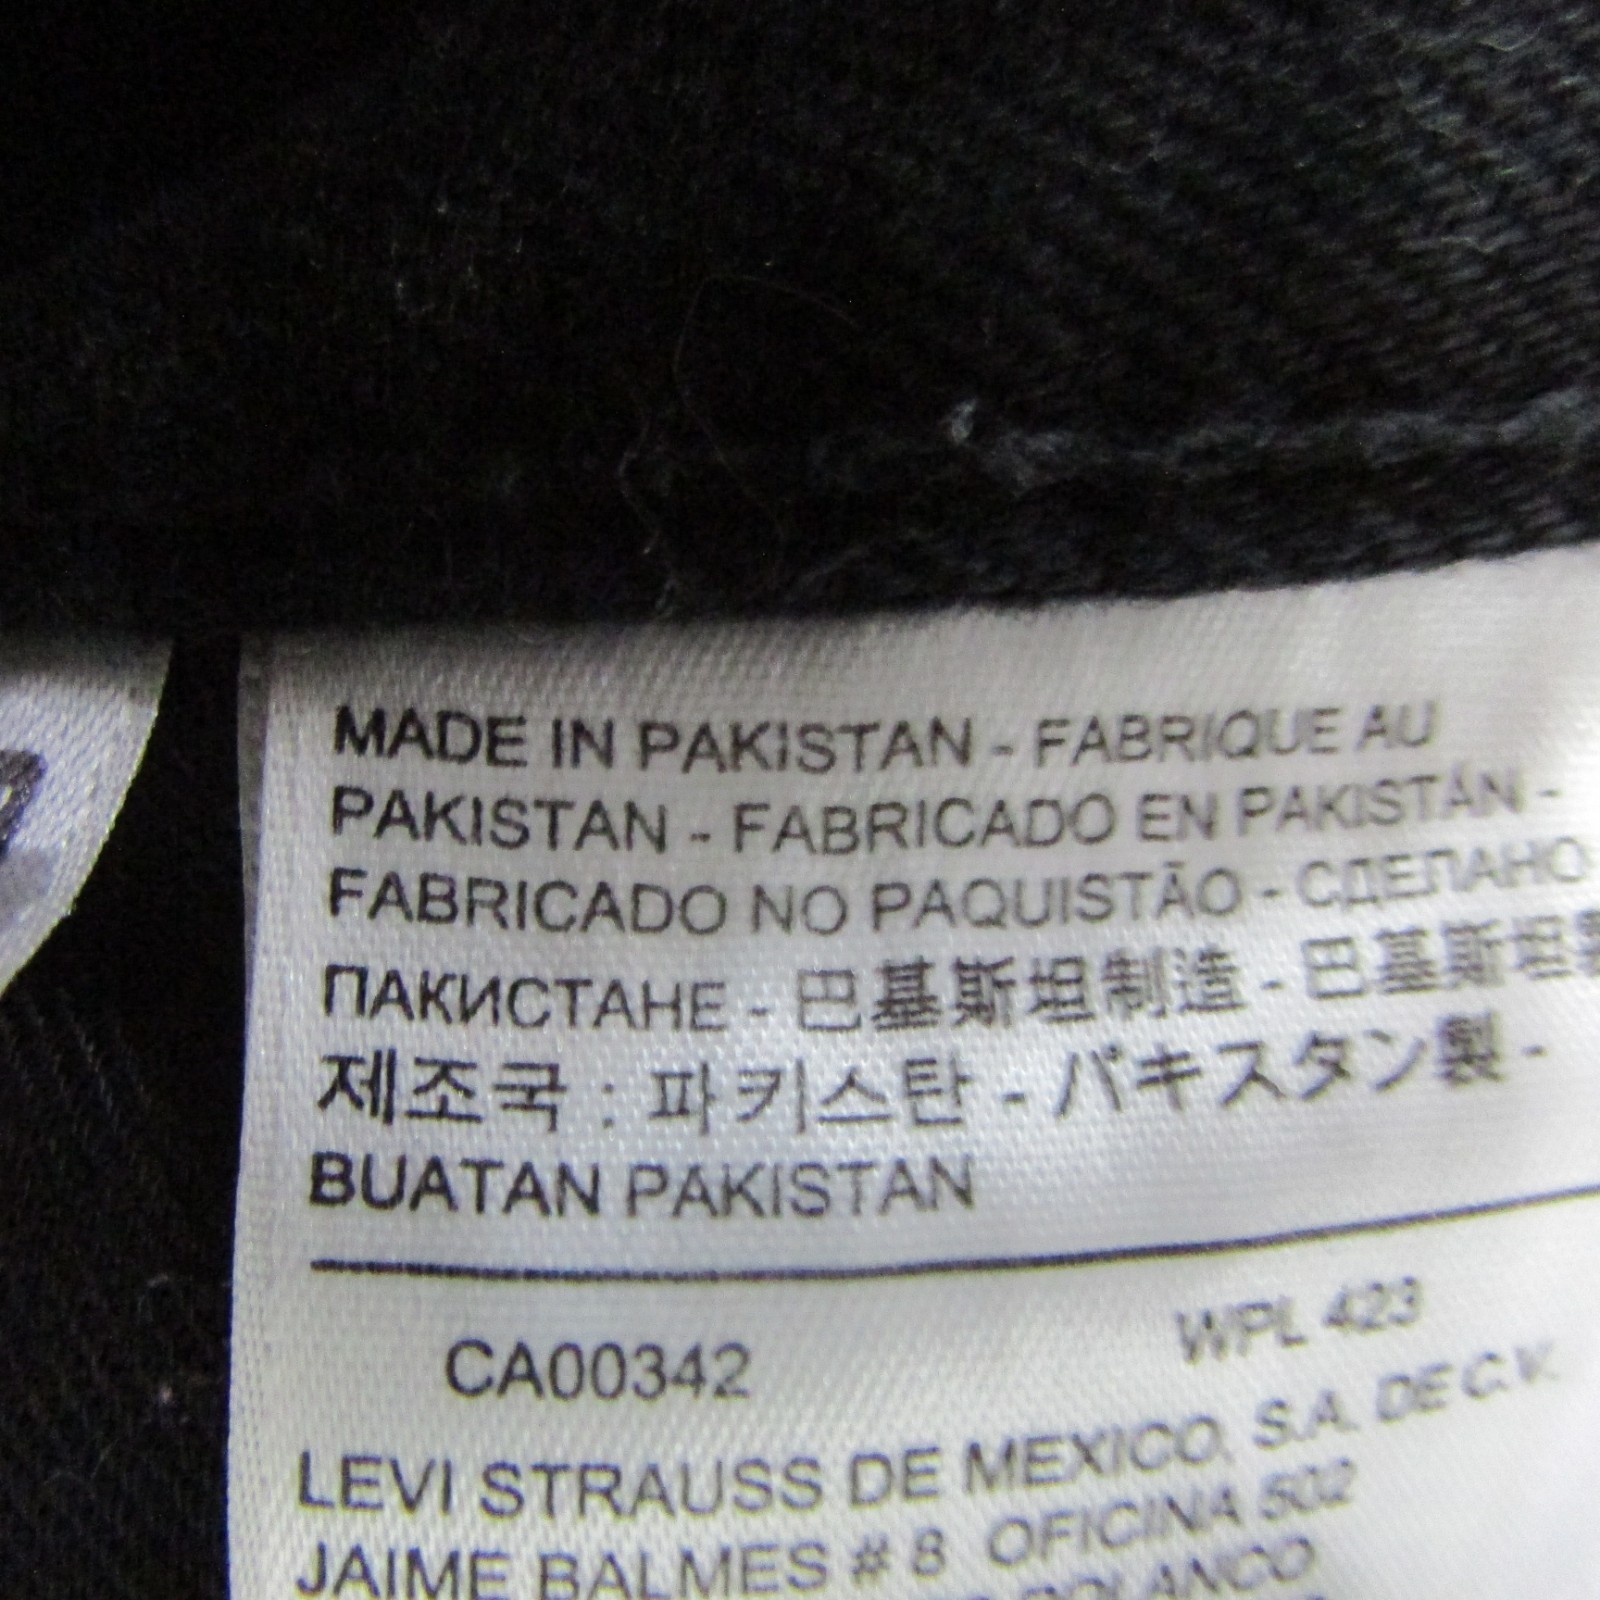 MADE IN PAKISTAN - FABRIQUE AU
PAKISTAN - FABRICADO EN PAKISTÁN -
FABRICADO NO PAQUISTÃO - СДЕЛАНО
ПАКИСТАНЕ - 巴基斯坦制造 - 巴基斯坦製
제조국 : 파키스탄 - パキスタン製 -
BUATAN PAKISTAN
CA00342 WPL 423
LEVI STRAUSS DE MEXICO, S.A. DE C.V.
JAIME BALMES # 8 OFICINA 502
POLANCO